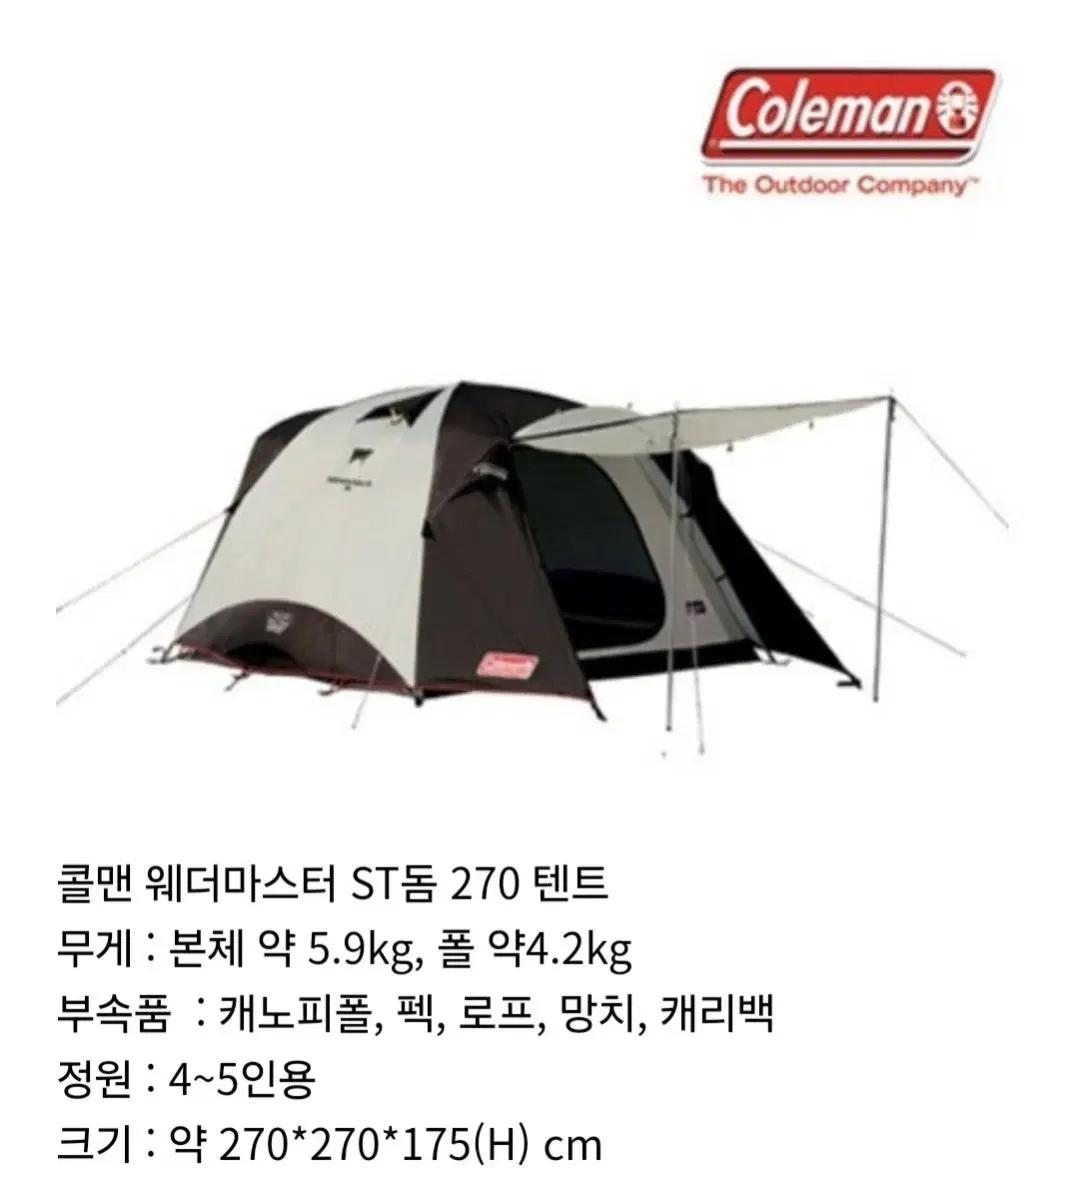 Coleman
The Outdoor Company™
Coleman
콜맨 웨더마스터 ST돔 270 텐트
무게 : 본체 약 5.9kg, 폴 약4.2kg
부속품  : 캐노피폴, 펙, 로프, 망치, 캐리백
정원 : 4~5인용
크기 : 약 270*270*175(H) cm